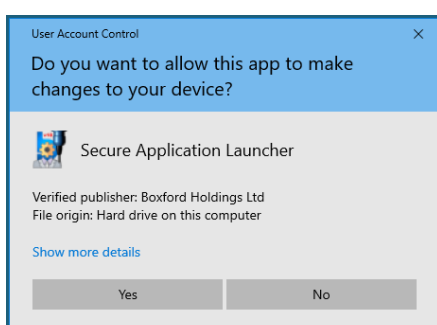 User Account Control
Do you want to allow this app to make
changes to your device?
Secure Application Launcher
Verified publisher: Boxford Holdings Ltd
File origin: Hard drive on this computer
Show more details
Yes
No